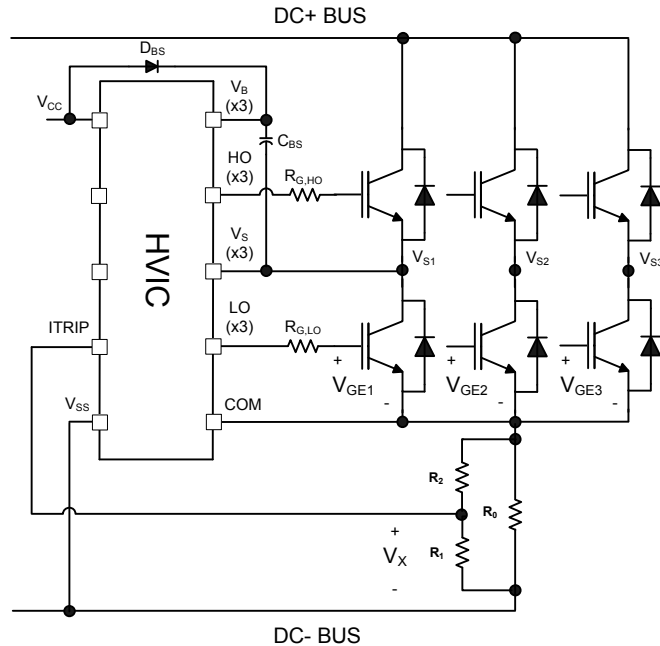 DC+ BUS
DBS
VCC
VB
(x3)
CBS
HO
(x3)
RG,HO
HVIC
VS
(x3)
VS1
VS2
VS3
LO
(x3)
RG,LO
ITRIP
+
VGE1
-
+
VGE2
-
+
VGE3
-
VSS
COM
R2
R0
+
VX
-
R1
DC- BUS